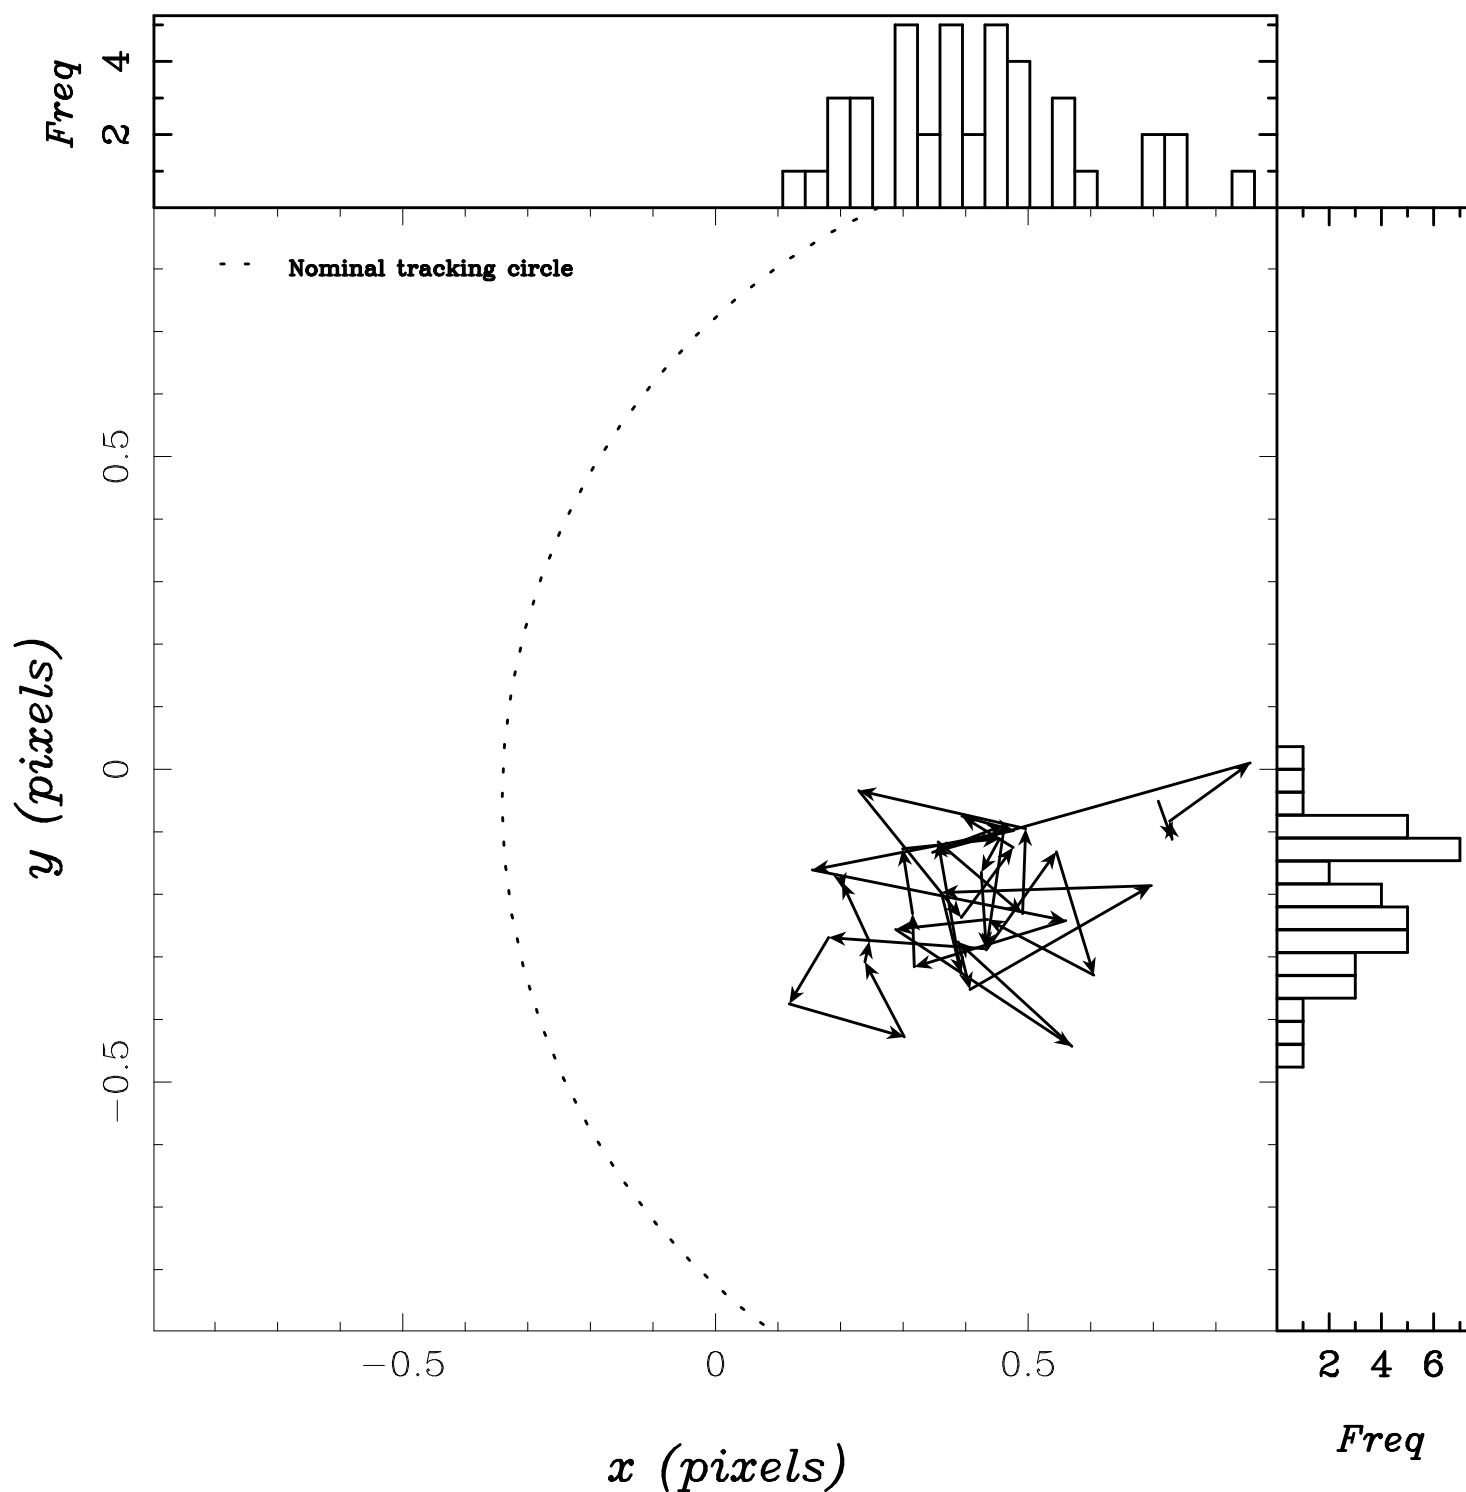 Freq
4
2
- - Nominal tracking circle
0.5
0
−0.5
y (pixels)
−0.5 0 0.5
2 4 6
Freq
x (pixels)